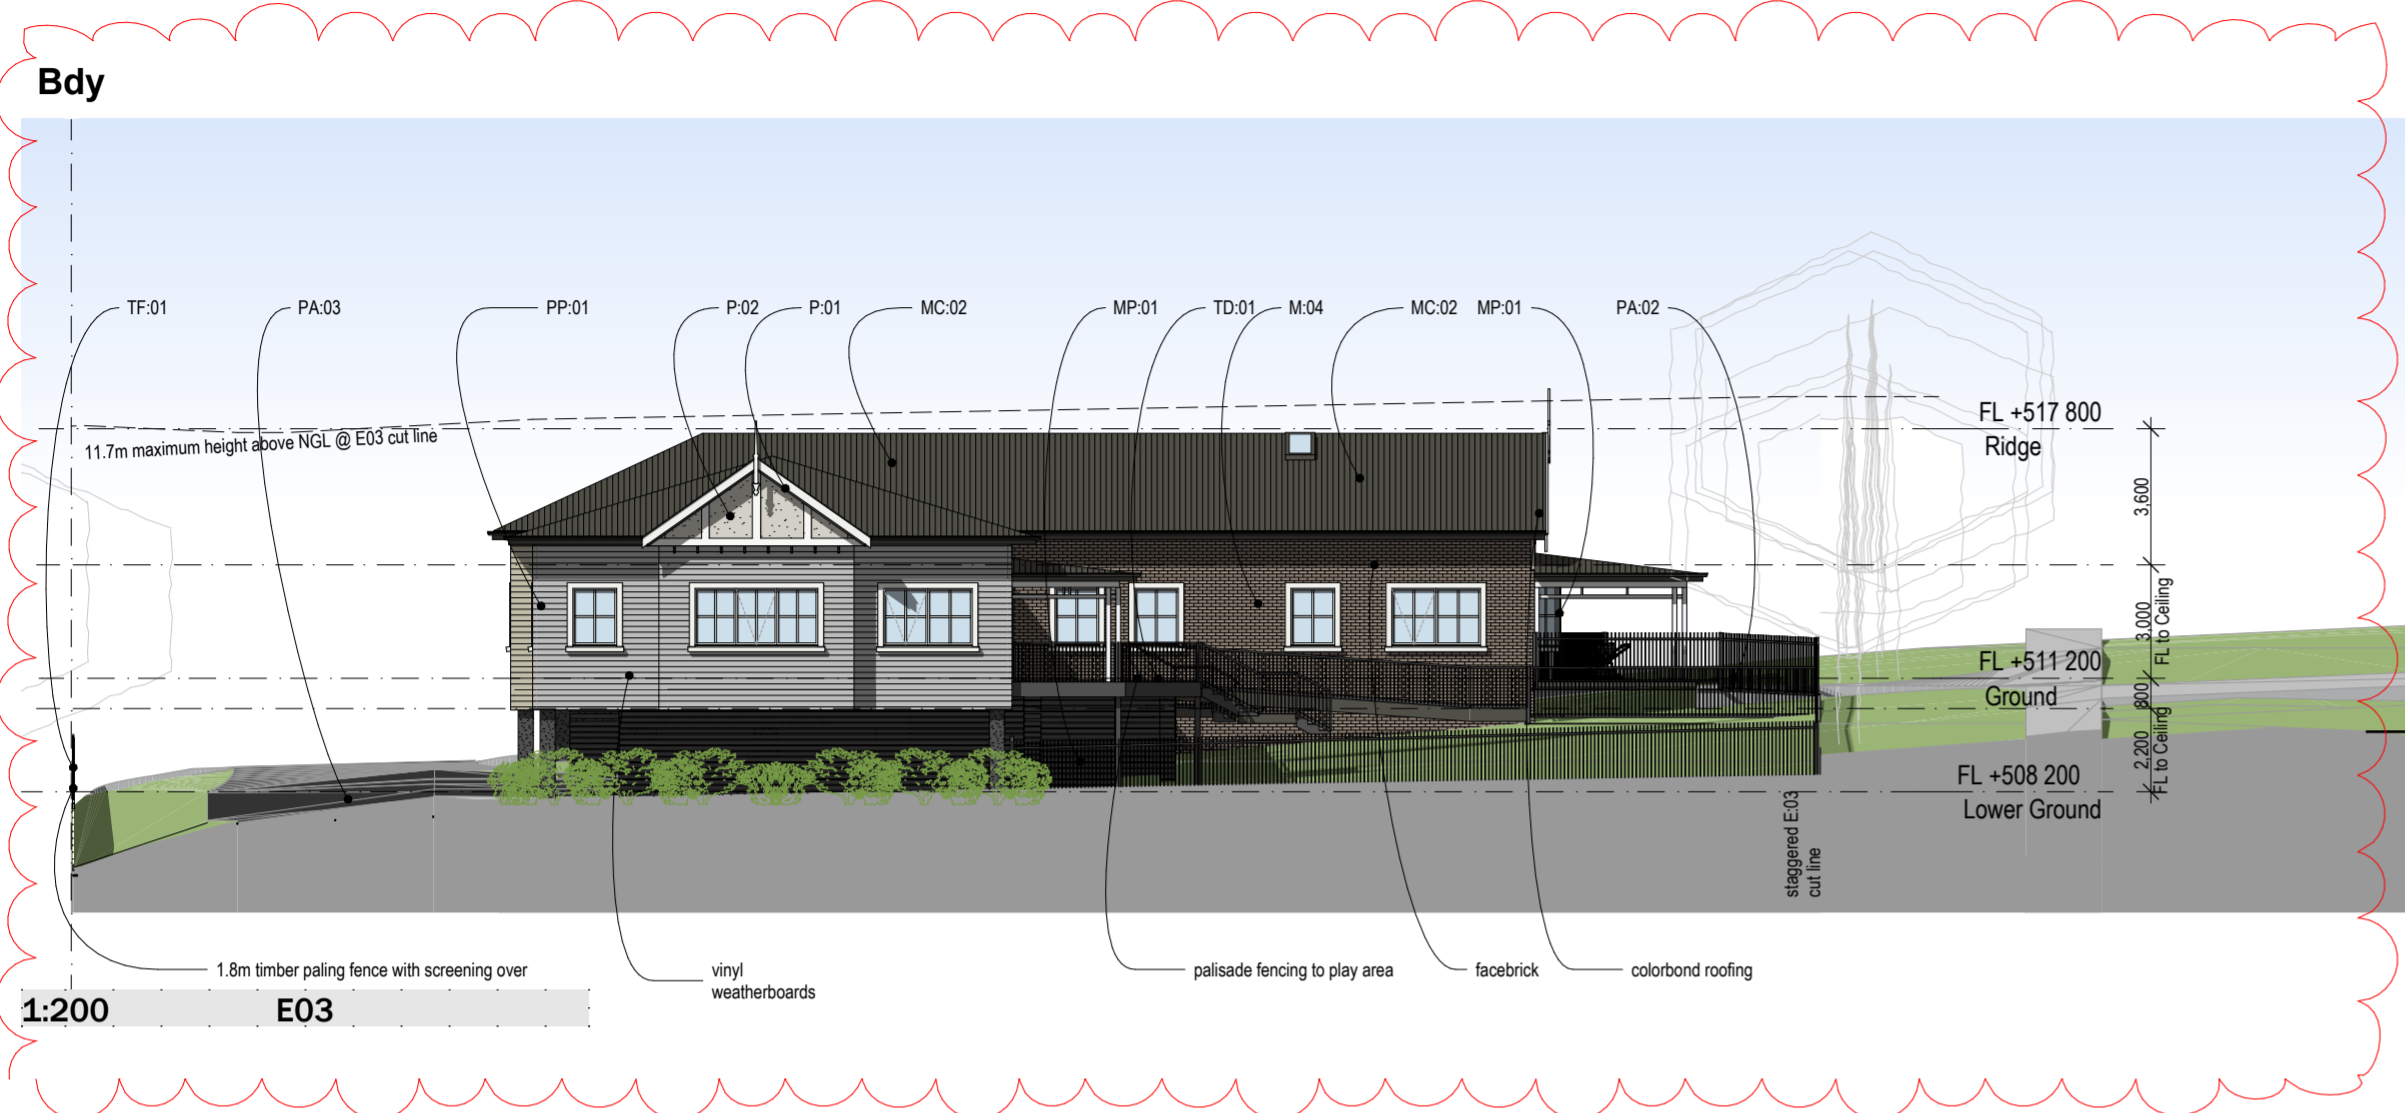 Bdy
TF:01
PA:03
PP:01
P:02
P:01
MC:02
MP:01
TD:01
M:04
MC:02
MP:01
PA:02
11.7m maximum height above NGL @ E03 cut line
FL +517 800
Ridge
3,600
3,000
FL to Ceiling
FL +511 200
Ground
800
2,200
FL to Ceiling
FL +508 200
Lower Ground
staggered E:03
cut line
1.8m timber paling fence with screening over
vinyl
weatherboards
palisade fencing to play area
facebrick
colorbond roofing
1:200
E03